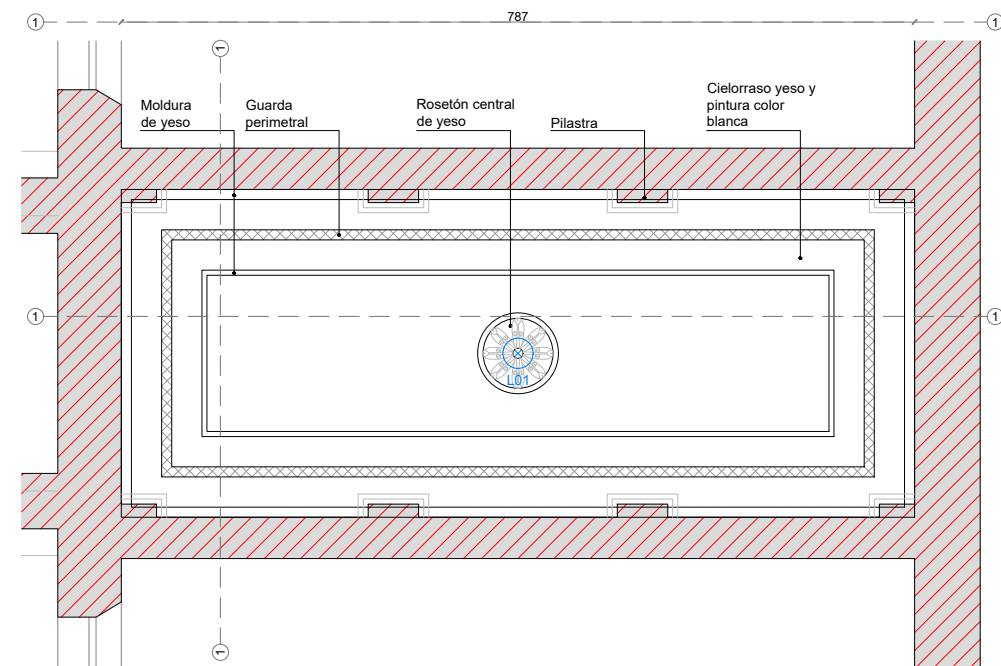 787
1
1
1
Moldura
de yeso
Guarda
perimetral
Rosetón central
de yeso
Pilastra
Cielorraso yeso y
pintura color
blanca
1
1
L01
1